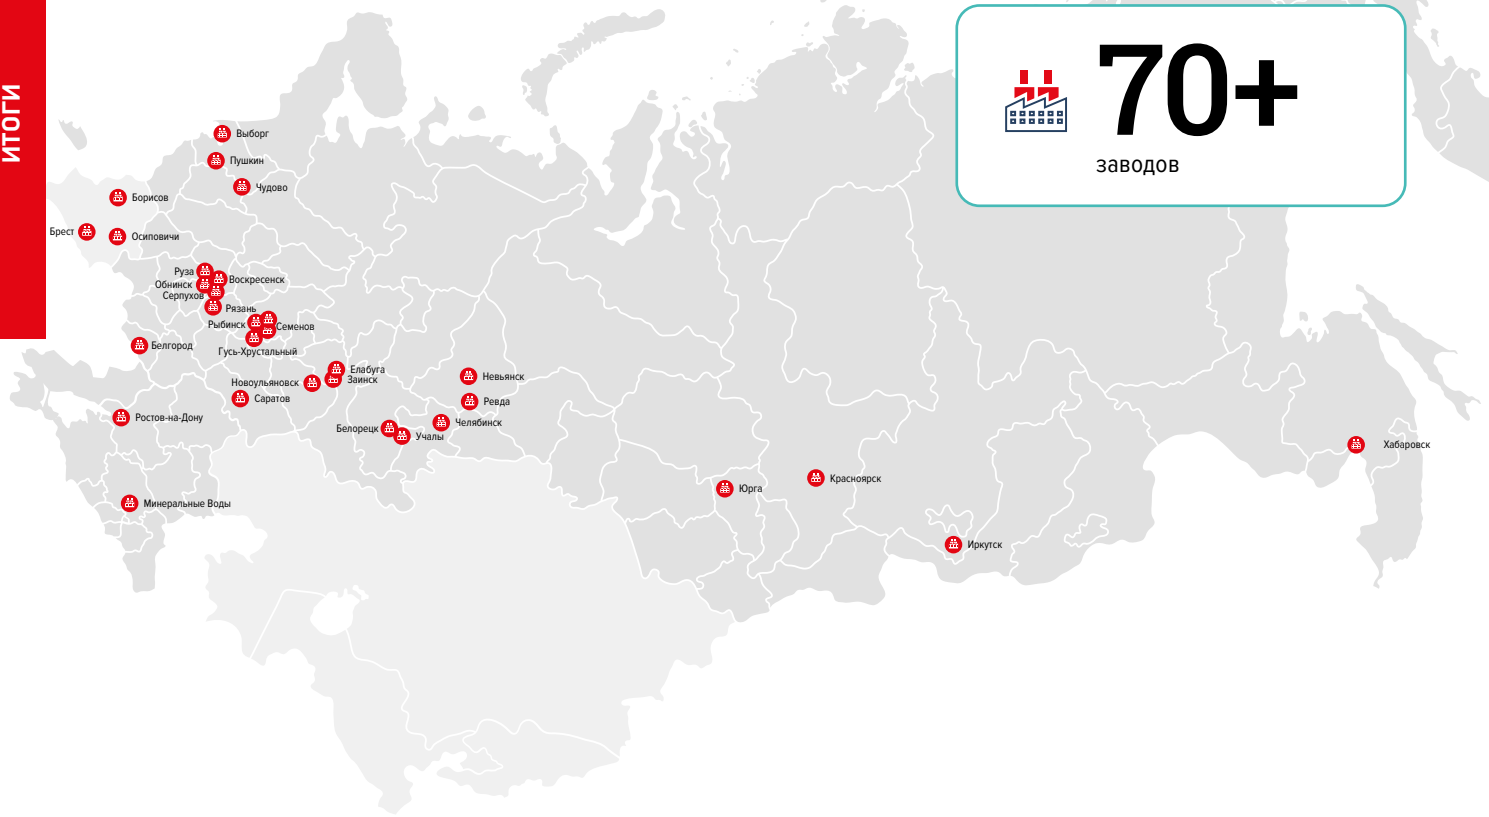 ИТОГИ
70+
заводов
Выборг
Пушкин
Чудово
Борисов
Брест
Осиповичи
Руза
Воскресенск
Обнинск
Серпухов
Рязань
Рыбинск
Семенов
Белгород
Гусь-Хрустальный
Елабуга
Заинск
Новоульяновск
Невьянск
Саратов
Ревда
Ростов-на-Дону
Челябинск
Белорецк
Учалы
Хабаровск
Красноярск
Юрга
Минеральные Воды
Иркутск